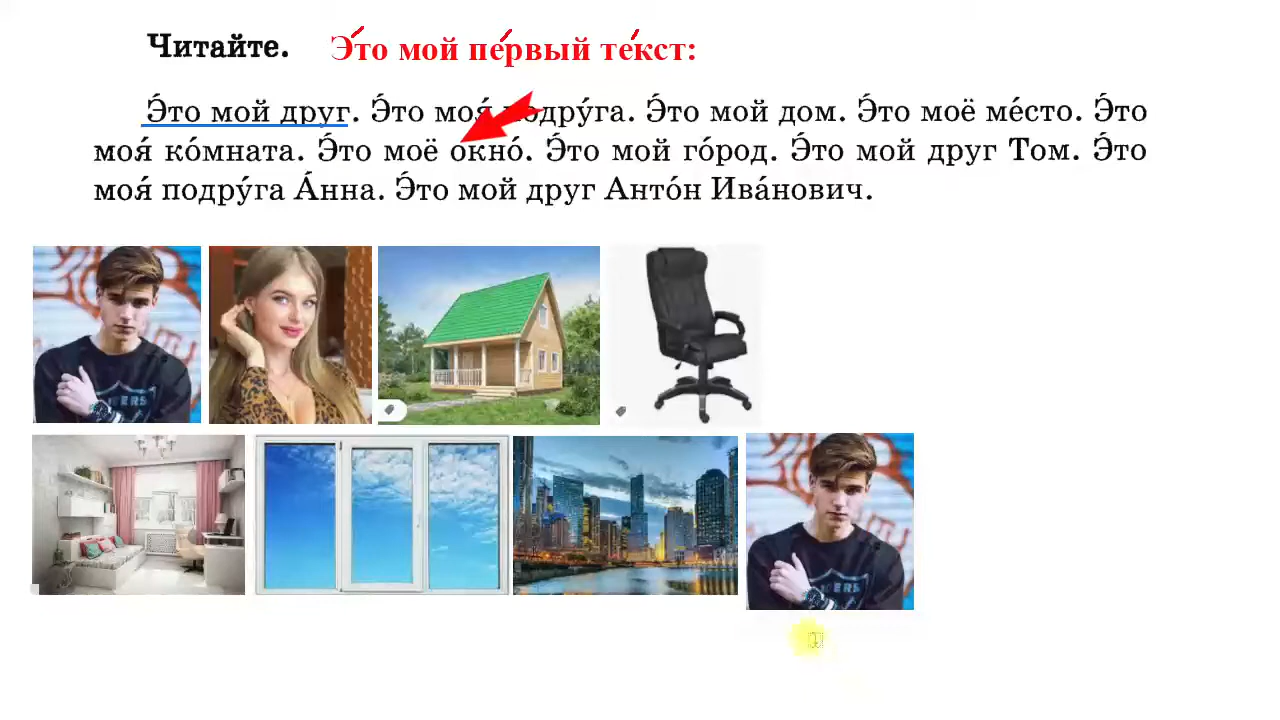 Читайте. Э́то мой пе́рвый те́кст:
Э́то мой друг. Э́то моя́ подру́га. Э́то мой дом. Э́то моё ме́сто. Э́то
моя́ ко́мната. Э́то моё окно́. Э́то мой го́род. Э́то мой друг Том. Э́то
моя́ подру́га А́нна. Э́то мой друг Анто́н Ива́нович.